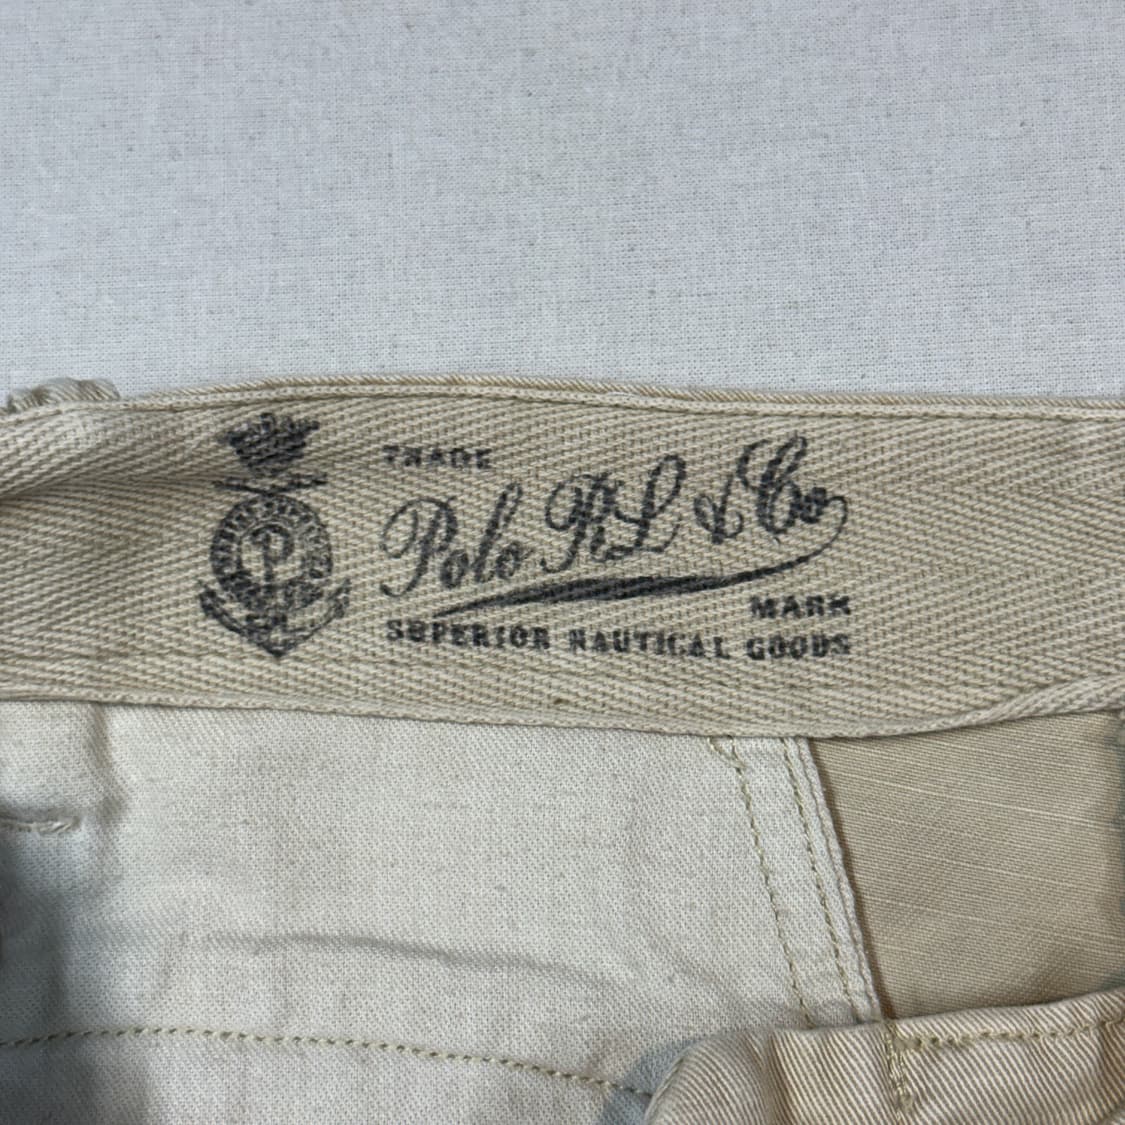 TRADE
Polo RL & Co
MARK
SUPERIOR NAUTICAL GOODS
P